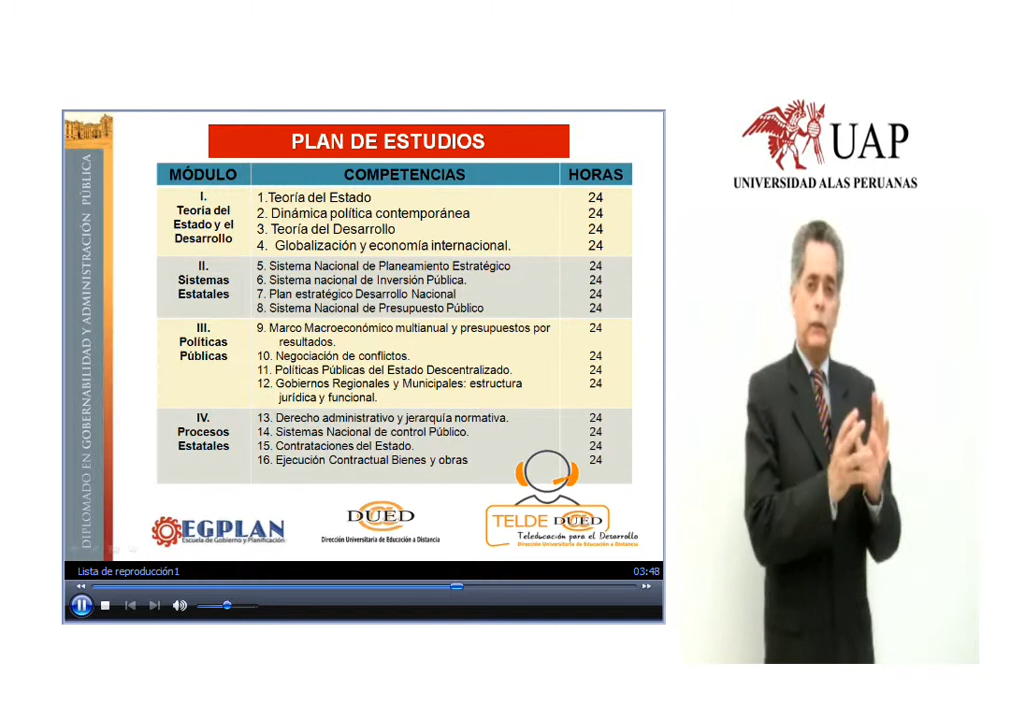 PLAN DE ESTUDIOS
MÓDULO COMPETENCIAS HORAS
I.
Teoría del
Estado y el
Desarrollo
1.Teoría del Estado 24
2. Dinámica política contemporánea 24
3. Teoría del Desarrollo 24
4. Globalización y economía internacional. 24
II.
Sistemas
Estatales
5. Sistema Nacional de Planeamiento Estratégico 24
6. Sistema nacional de Inversión Pública. 24
7. Plan estratégico Desarrollo Nacional 24
8. Sistema Nacional de Presupuesto Público 24
III.
Políticas
Públicas
9. Marco Macroeconómico multianual y presupuestos por 24
resultados.
10. Negociación de conflictos. 24
11. Políticas Públicas del Estado Descentralizado. 24
12. Gobiernos Regionales y Municipales: estructura 24
jurídica y funcional.
IV.
Procesos
Estatales
13. Derecho administrativo y jerarquía normativa. 24
14. Sistemas Nacional de control Público. 24
15. Contrataciones del Estado. 24
16. Ejecución Contractual Bienes y obras 24
DIPLOMADO EN GOBERNABILIDAD Y ADMINISTRACIÓN PÚBLICA
EGPLAN
Escuela de Gobierno y Planificación
DUED
Dirección Universitaria de Educación a Distancia
TELDE DUED
Teleducación para el Desarrollo
Dirección Universitaria de Educación a Distancia
Lista de reproducción1 03:48
UAP
UNIVERSIDAD ALAS PERUANAS